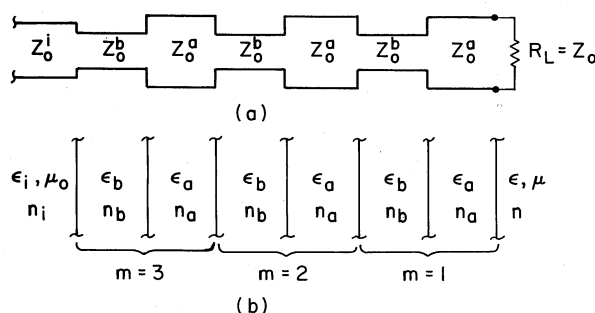 Z_o^i Z_o^b Z_o^a Z_o^b Z_o^a Z_o^b Z_o^a R_L = Z_o
(a)
ϵ_i , μ_o ϵ_b ϵ_a ϵ_b ϵ_a ϵ_b ϵ_a ϵ, μ
n_i n_b n_a n_b n_a n_b n_a n
m = 3 m = 2 m = 1
(b)